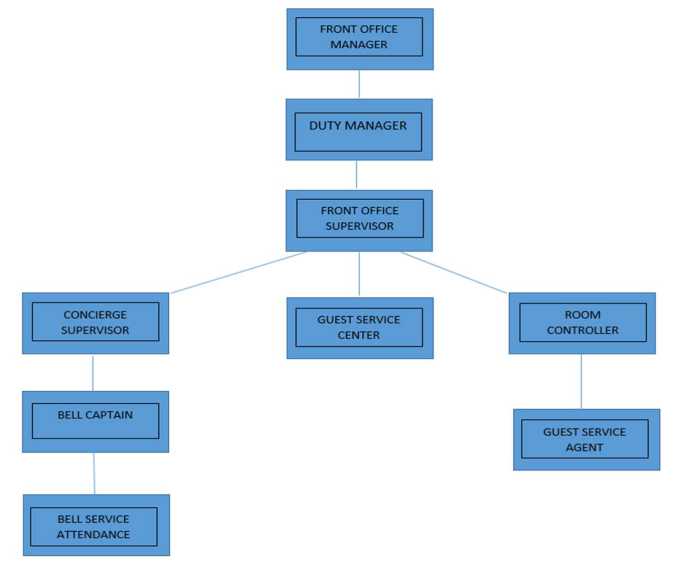 FRONT OFFICE
MANAGER
DUTY MANAGER
FRONT OFFICE
SUPERVISOR
CONCIERGE
SUPERVISOR
GUEST SERVICE
CENTER
ROOM
CONTROLLER
BELL CAPTAIN
GUEST SERVICE
AGENT
BELL SERVICE
ATTENDANCE